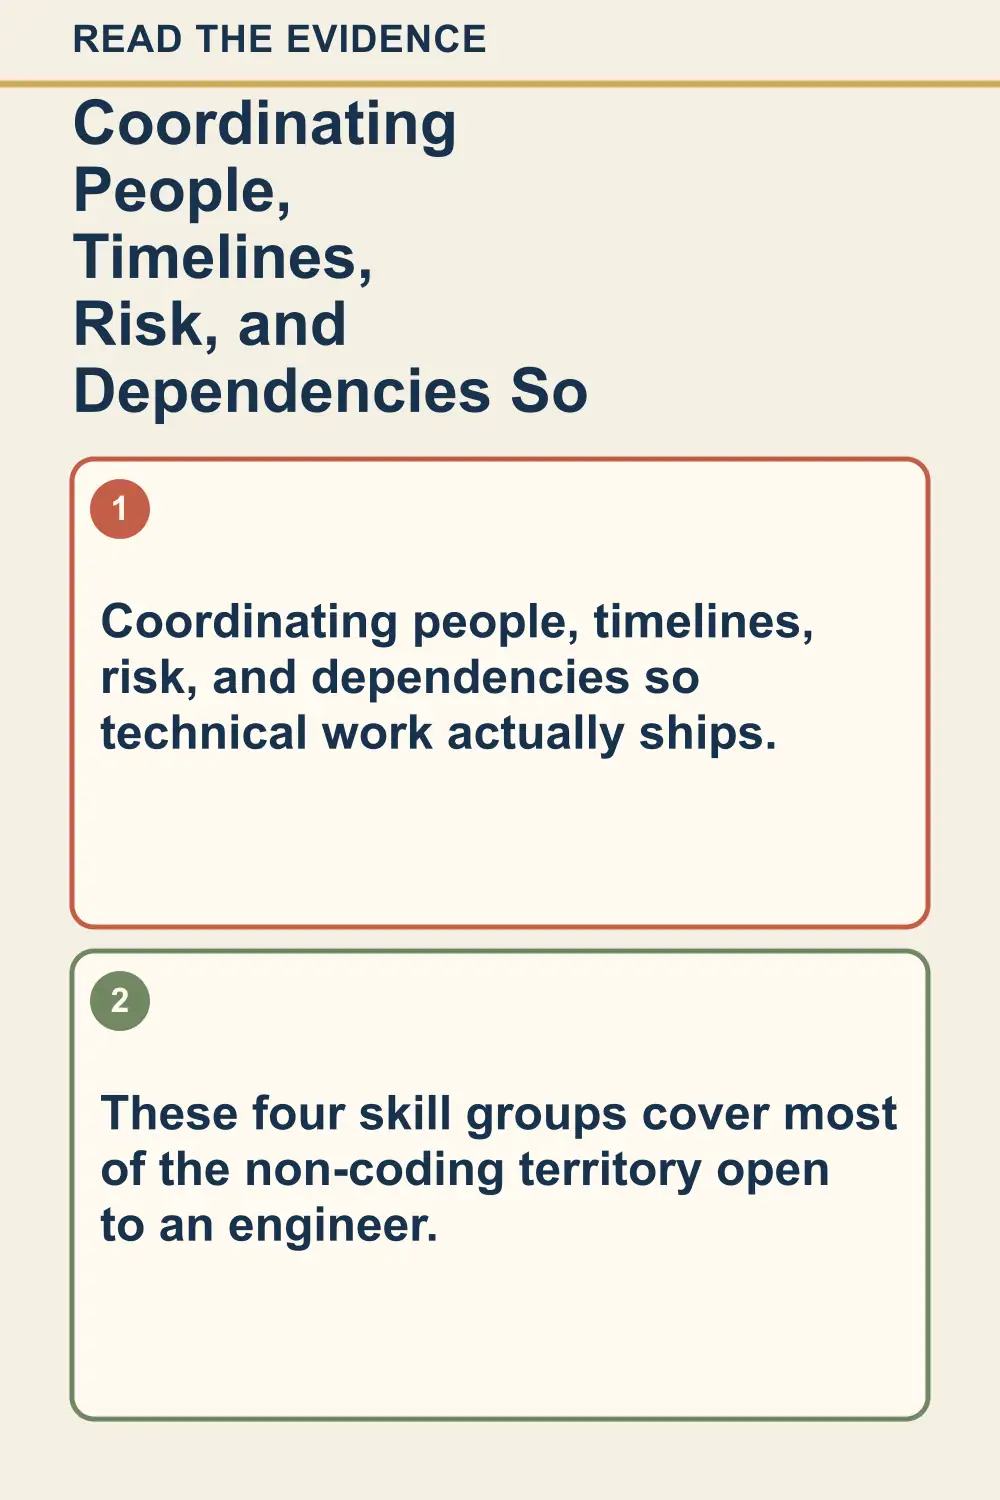 READ THE EVIDENCE
Coordinating
People,
Timelines,
Risk, and
Dependencies So
1
Coordinating people, timelines,
risk, and dependencies so
technical work actually ships.
2
These four skill groups cover most
of the non-coding territory open
to an engineer.